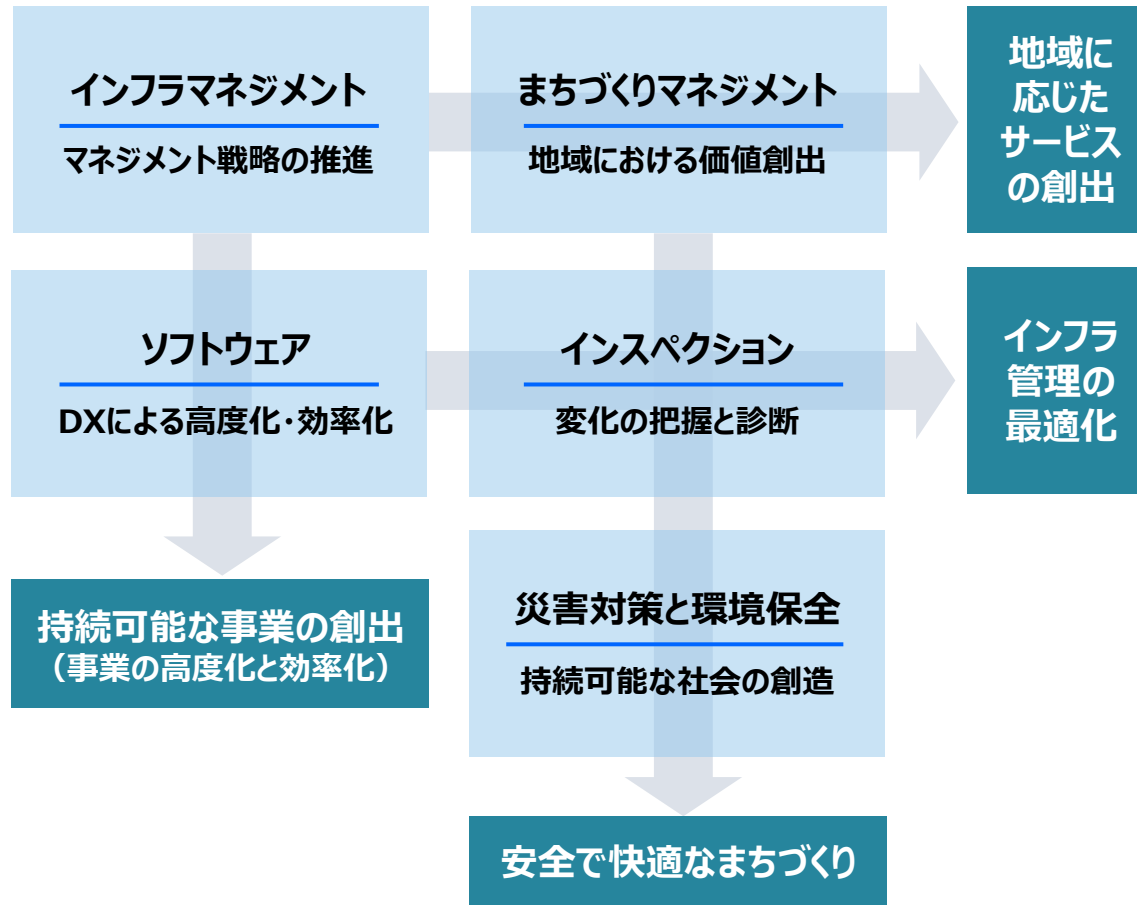 インフラマネジメント
マネジメント戦略の推進
まちづくりマネジメント
地域における価値創出
地域に
応じた
サービス
の創出
ソフトウェア
DXによる高度化・効率化
インスペクション
変化の把握と診断
インフラ
管理の
最適化
持続可能な事業の創出
（事業の高度化と効率化）
災害対策と環境保全
持続可能な社会の創造
安全で快適なまちづくり